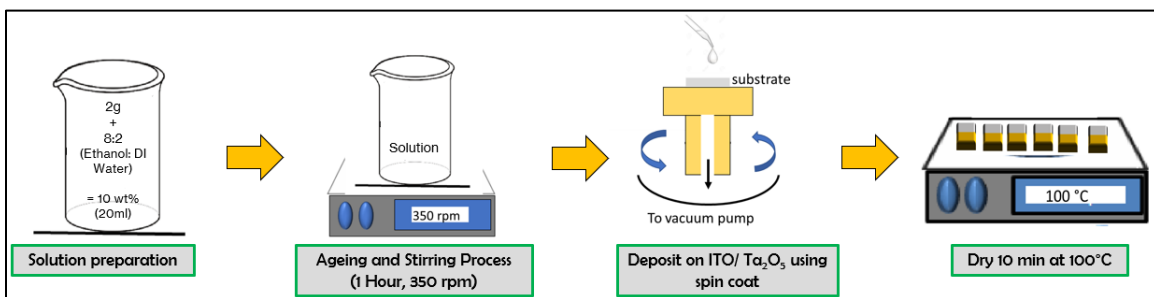 2g
+
8:2
(Ethanol: DI
Water)
= 10 wt%
(20ml)
Solution preparation
Solution
350 rpm
Ageing and Stirring Process
(1 Hour, 350 rpm)
substrate
To vacuum pump
Deposit on ITO/ Ta₂O₅ using
spin coat
100 °C
Dry 10 min at 100°C